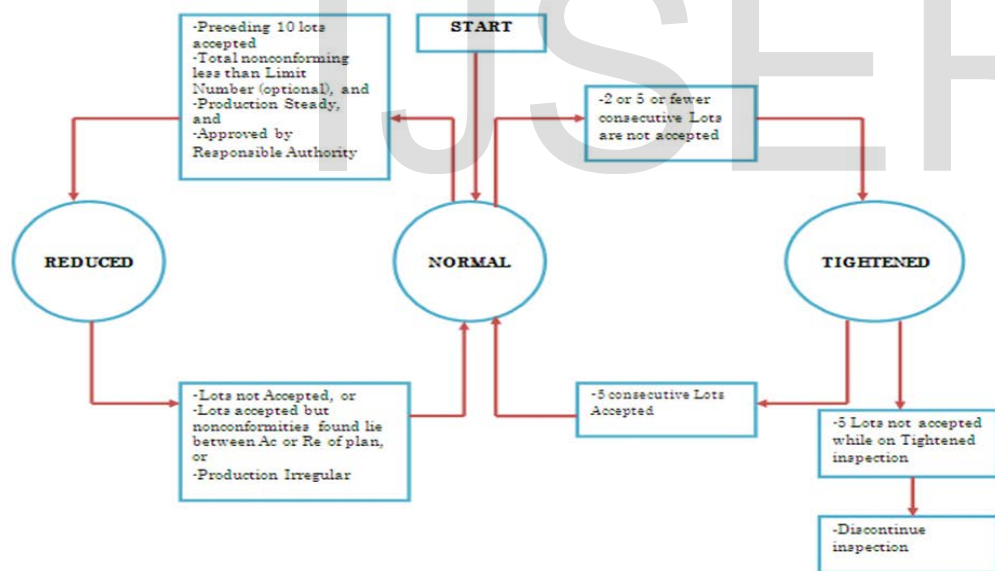 IJSER
-Preceding 10 lots
accepted
-Total nonconforming
less than Limit
Number (optional), and
-Production Steady,
and
-Approved by
Responsible Authority
START
-2 or 5 or fewer
consecutive Lots
are not accepted
REDUCED
NORMAL
TIGHTENED
-Lots not Accepted, or
-Lots accepted but
nonconformities found lie
between Ac or Re of plan,
or
-Production Irregular
-5 consecutive Lots
Accepted
-5 Lots not accepted
while on Tightened
inspection
-Discontinue
inspection